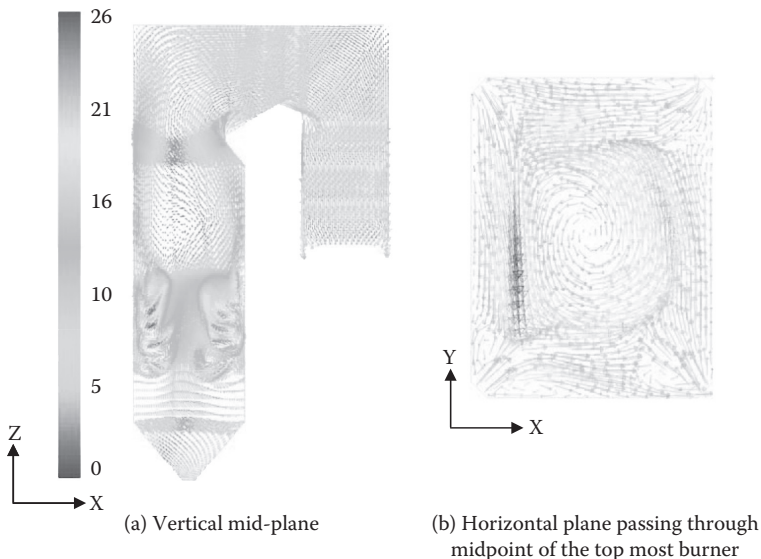 26
21
16
10
5
0
Z
X
Y
X
(a) Vertical mid-plane
(b) Horizontal plane passing through
midpoint of the top most burner